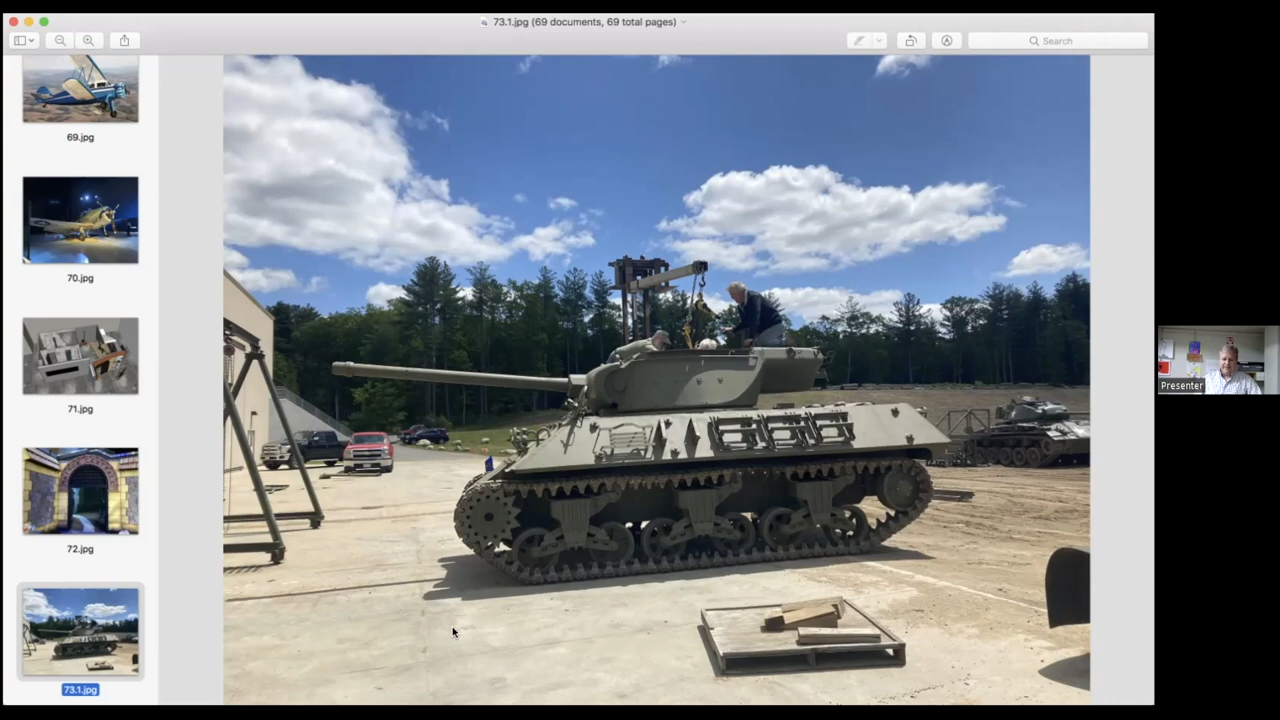 73.1.jpg (69 documents, 69 total pages)
Search
69.jpg
70.jpg
71.jpg
72.jpg
73.1.jpg
Presenter